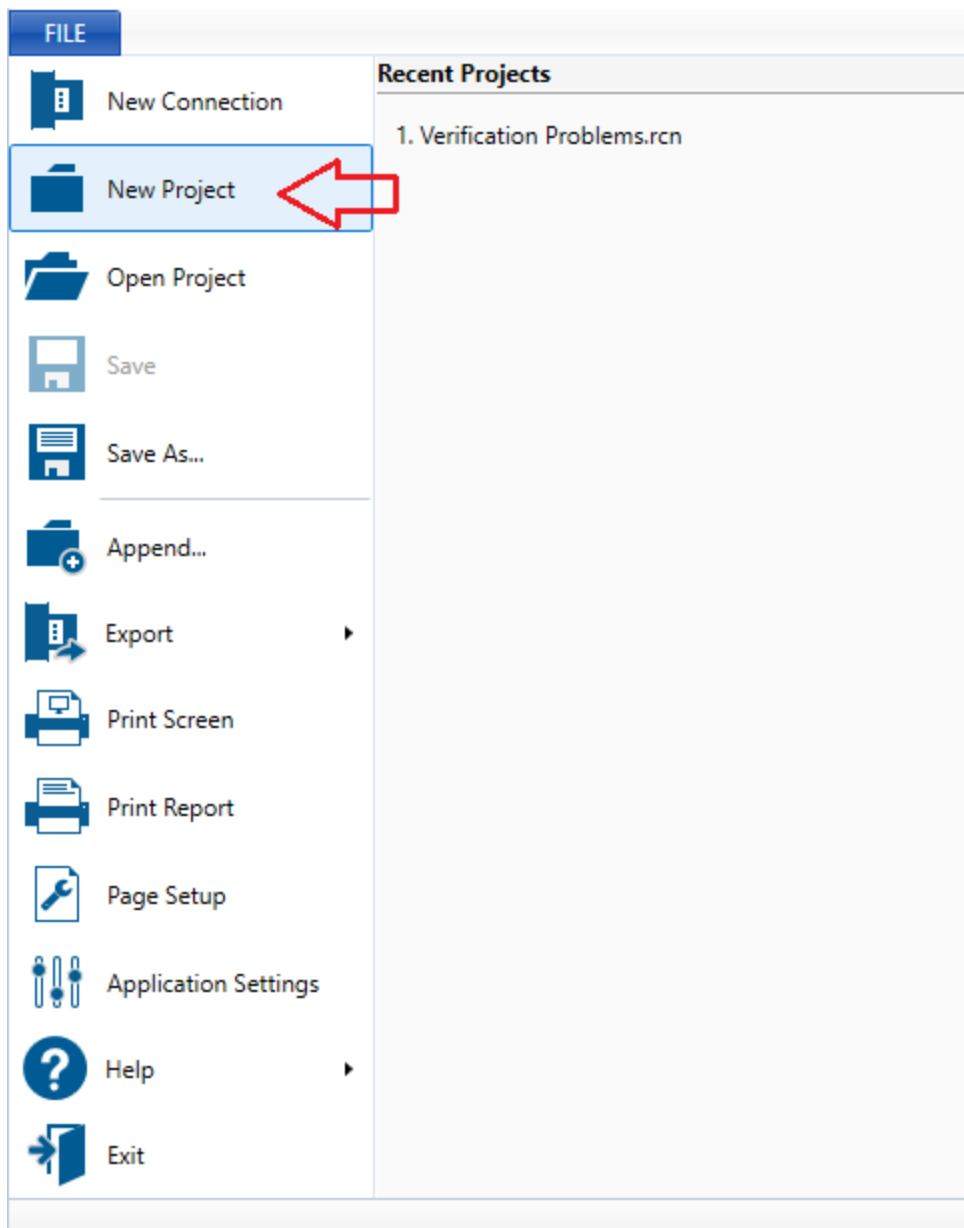 FILE
New Connection
New Project
Open Project
Save
Save As...
Append...
Export
Print Screen
Print Report
Page Setup
Application Settings
Help
Exit
Recent Projects
1. Verification Problems.rcn